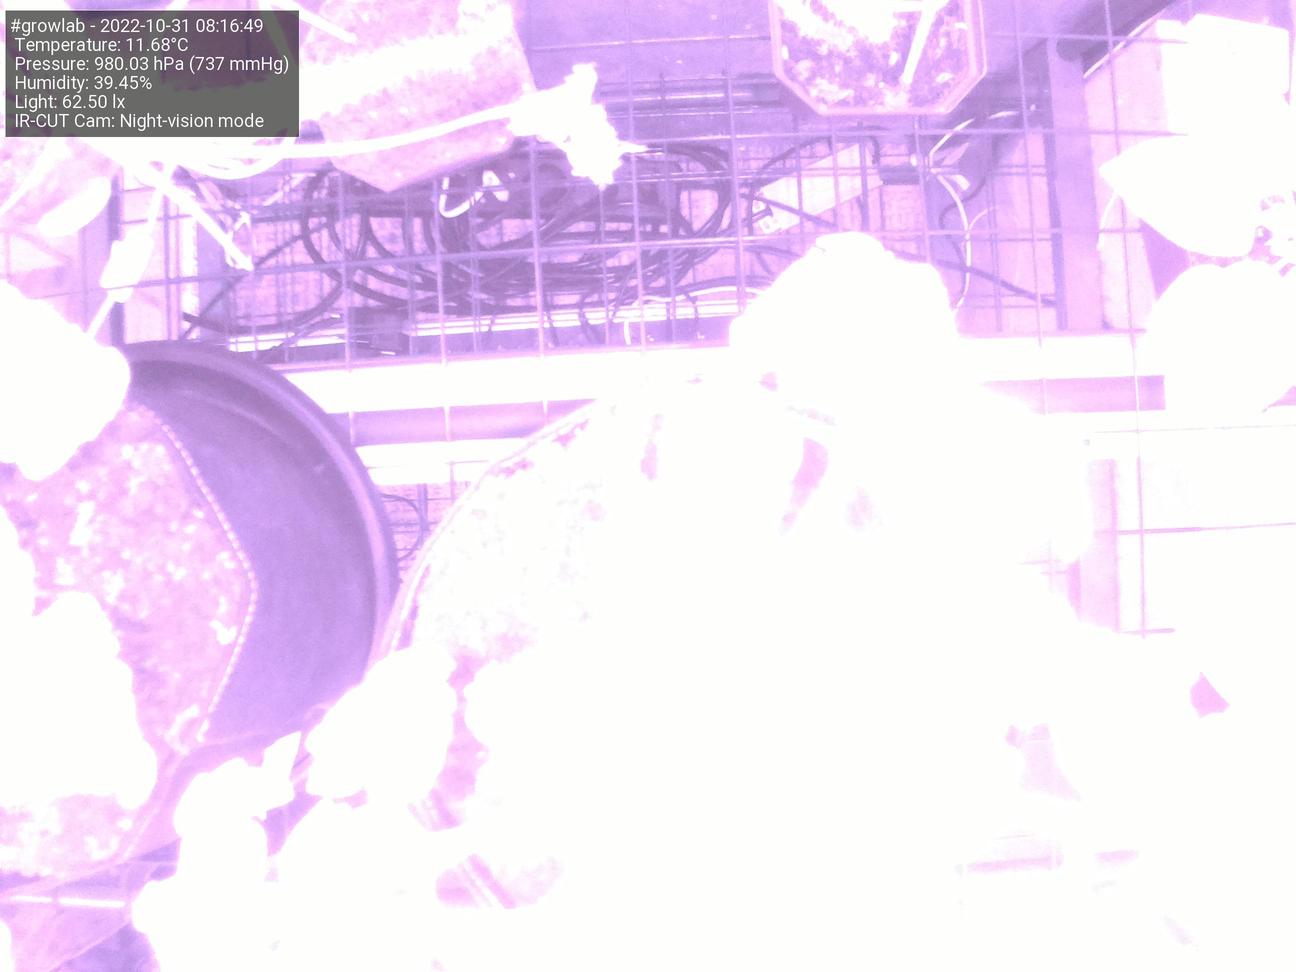 #growlab - 2022-10-31 08:16:49
Temperature: 11.68°C
Pressure: 980.03 hPa (737 mmHg)
Humidity: 39.45%
Light: 62.50 lx
IR-CUT Cam: Night-vision mode